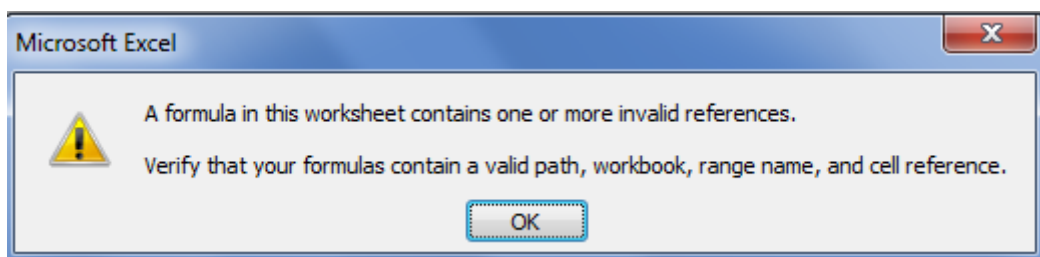 Microsoft Excel
A formula in this worksheet contains one or more invalid references.
Verify that your formulas contain a valid path, workbook, range name, and cell reference.
OK